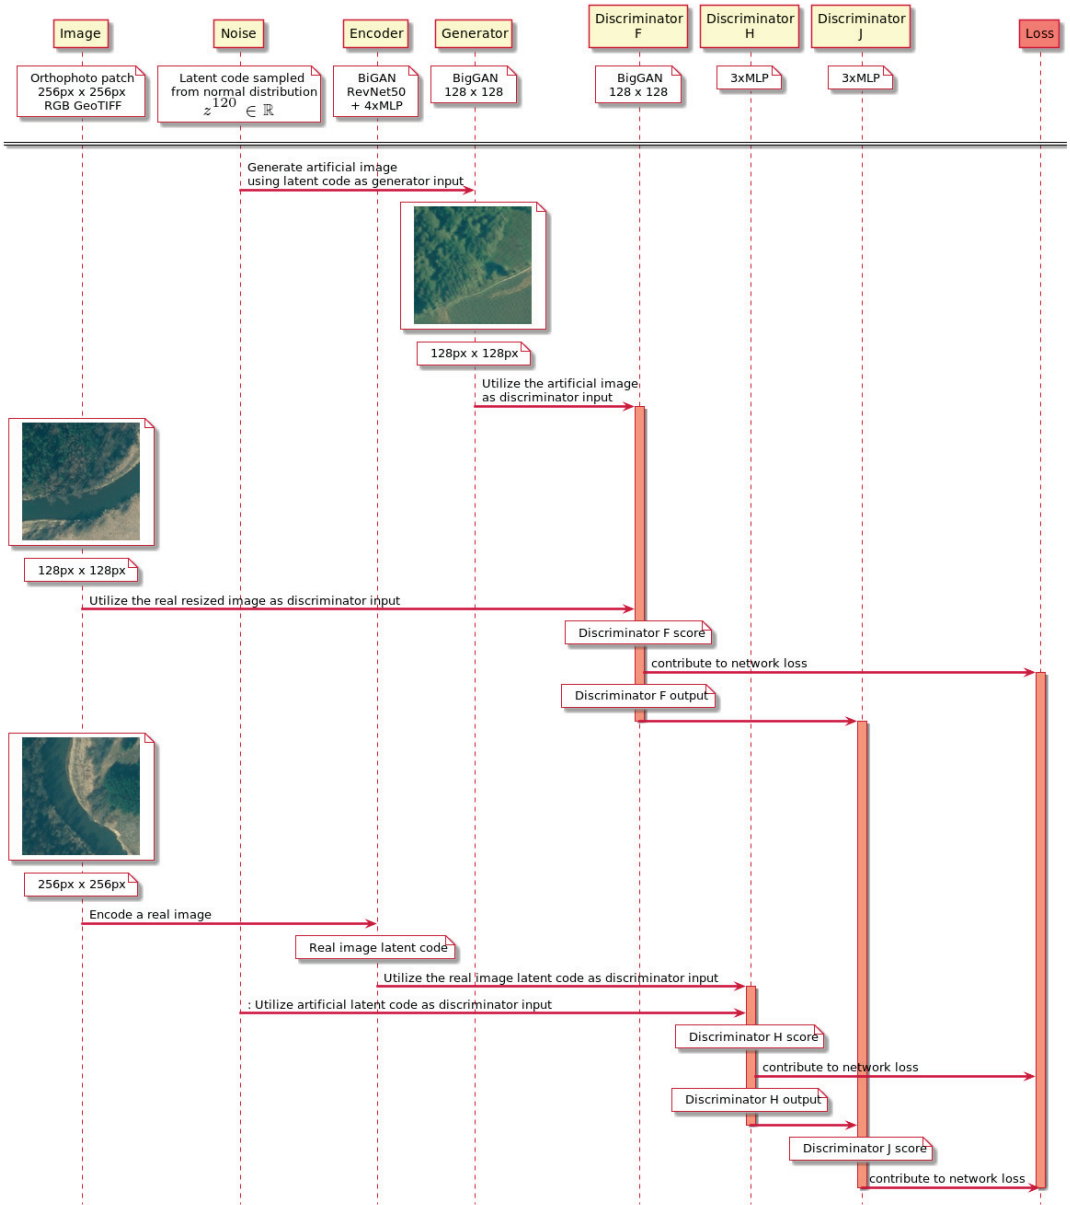 Image
Noise
Encoder
Generator
Discriminator
F
Discriminator
H
Discriminator
J
Loss
Orthophoto patch
256px x 256px
RGB GeoTIFF
Latent code sampled
from normal distribution
z^120 ∈ ℝ
BiGAN
RevNet50
+ 4xMLP
BigGAN
128 x 128
BigGAN
128 x 128
3xMLP
3xMLP
Generate artificial image
using latent code as generator input
128px x 128px
Utilize the artificial image
as discriminator input
128px x 128px
Utilize the real resized image as discriminator input
Discriminator F score
contribute to network loss
Discriminator F output
256px x 256px
Encode a real image
Real image latent code
Utilize the real image latent code as discriminator input
: Utilize artificial latent code as discriminator input
Discriminator H score
contribute to network loss
Discriminator H output
Discriminator J score
contribute to network loss